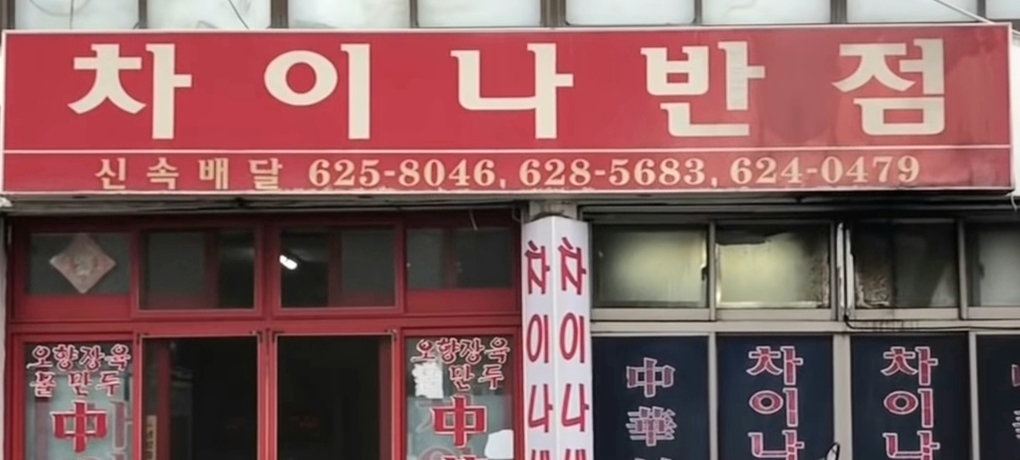 차이나반점
신속배달 625-8046, 628-5683, 624-0479
오향장육
물만두
中
오향장육
물만두
中
차이나
차이나
中華
차이나
차이나